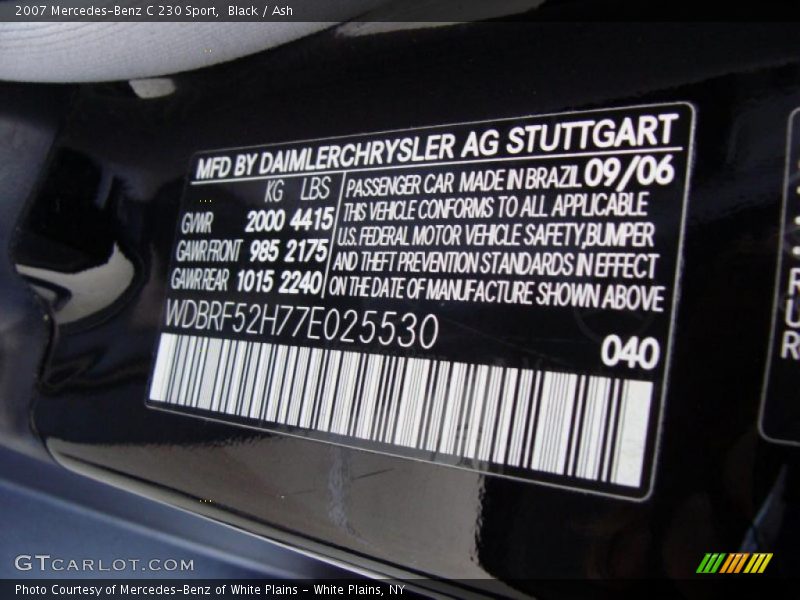 2007 Mercedes-Benz C 230 Sport, Black / Ash
MFD BY DAIMLERCHRYSLER AG STUTTGART
KG LBS
GVWR 2000 4415
GAWR FRONT 985 2175
GAWR REAR 1015 2240
PASSENGER CAR MADE IN BRAZIL 09/06
THIS VEHICLE CONFORMS TO ALL APPLICABLE
U.S. FEDERAL MOTOR VEHICLE SAFETY, BUMPER
AND THEFT PREVENTION STANDARDS IN EFFECT
ON THE DATE OF MANUFACTURE SHOWN ABOVE
WDBRF52H77E025530
040
GTCARLOT.COM
Photo Courtesy of Mercedes-Benz of White Plains - White Plains, NY